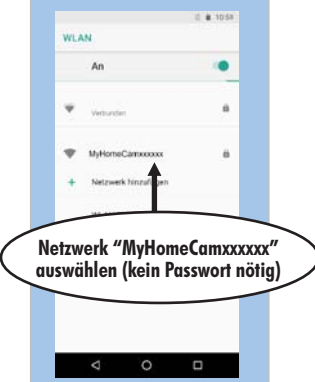 10:59
WLAN
An
Verbunden
MyHomeCamxxxxxx
+ Netzwerk hinzufügen
Netzwerk “MyHomeCamxxxxxx”
auswählen (kein Passwort nötig)